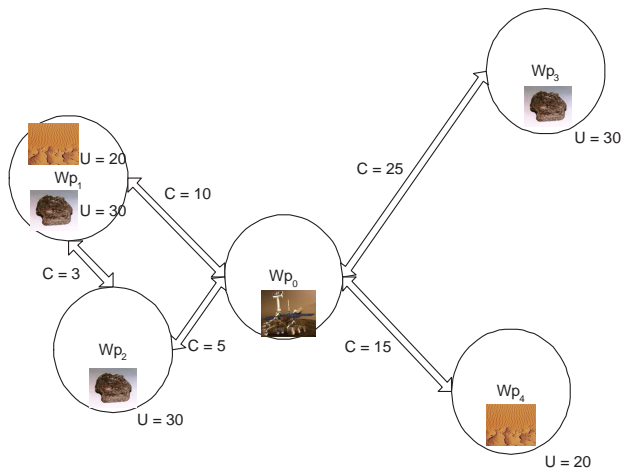 Wp3
U = 30
C = 25
U = 20
Wp1
U = 30
C = 10
C = 3
Wp0
Wp2
C = 5
U = 30
C = 15
Wp4
U = 20